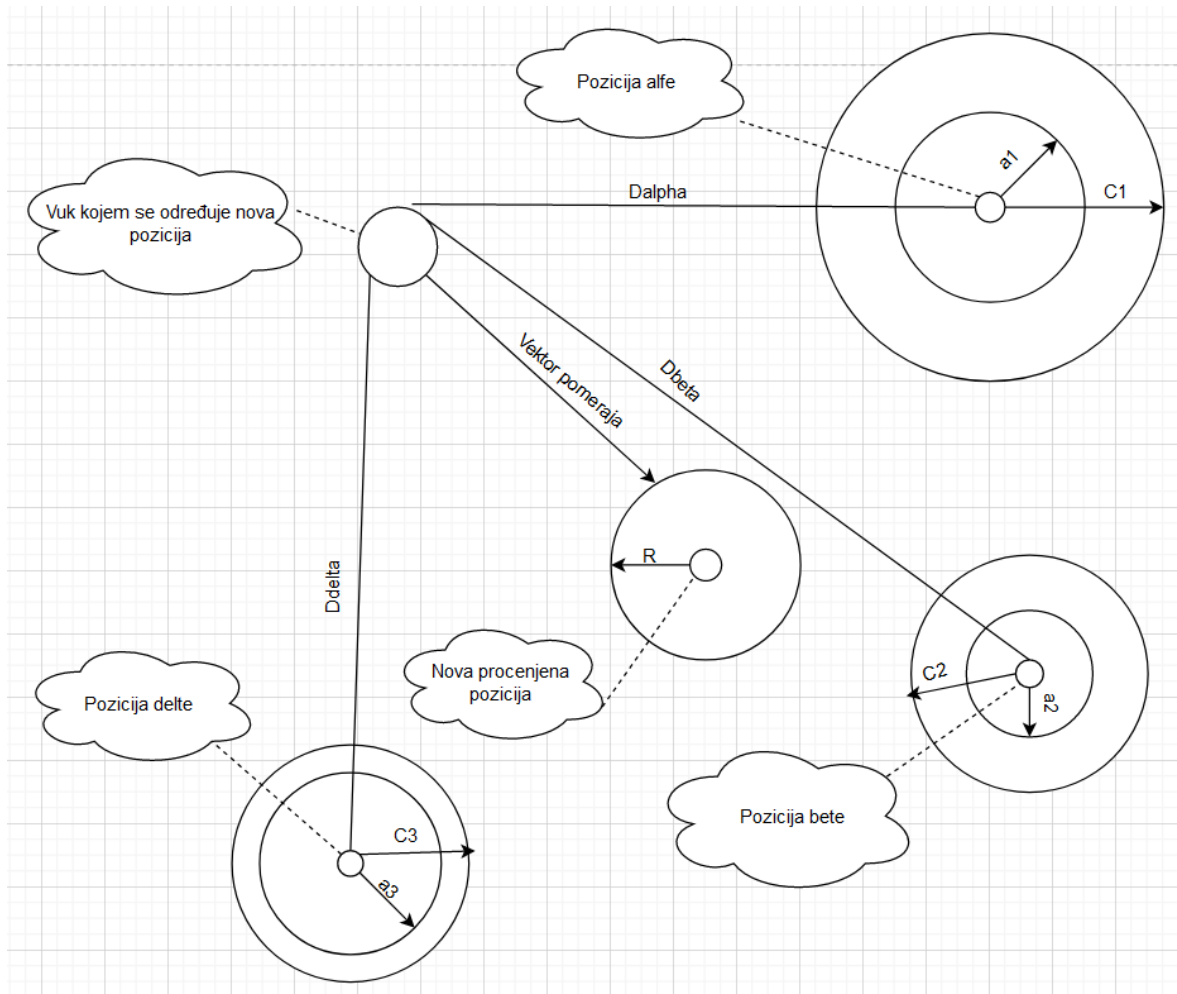 Pozicija alfe
a1
C1
Dalpha
Vuk kojem se određuje nova
pozicija
Vektor pomeraja
Dbeta
R
Ddelta
Nova procenjena
pozicija
C2
a2
Pozicija delte
Pozicija bete
C3
a3